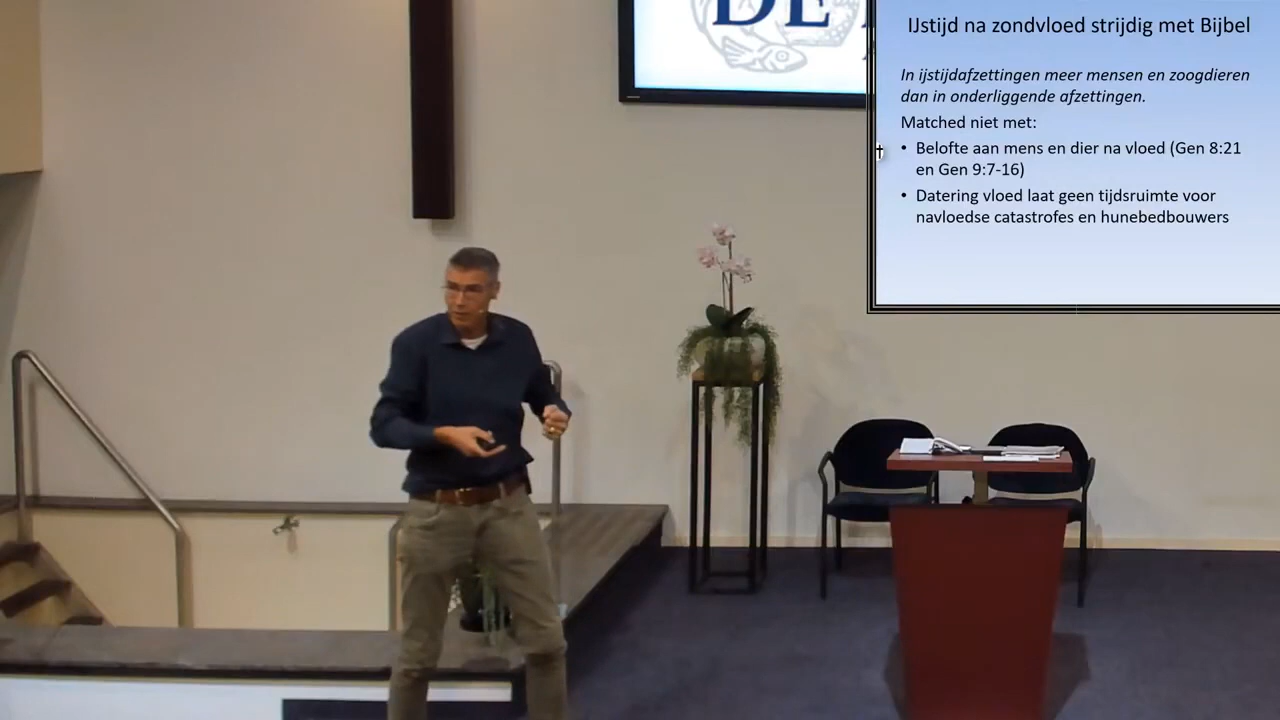 DE
IJstijd na zondvloed strijdig met Bijbel
In ijstijdafzettingen meer mensen en zoogdieren
dan in onderliggende afzettingen.
Matched niet met:
• Belofte aan mens en dier na vloed (Gen 8:21
en Gen 9:7-16)
• Datering vloed laat geen tijdsruimte voor
navloedse catastrofes en hunebedbouwers